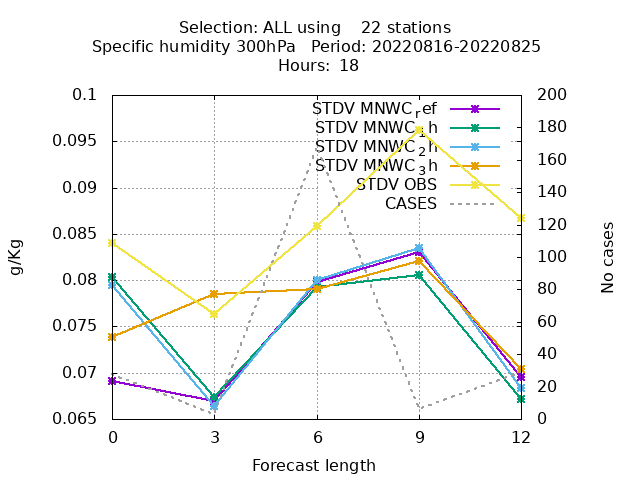 Selection: ALL using    22 stations
Specific humidity 300hPa   Period: 20220816-20220825
Hours: 18
STDV MNWC_ref
STDV MNWC_1h
STDV MNWC_2h
STDV MNWC_3h
STDV OBS
CASES
0.1
0.095
0.09
0.085
0.08
0.075
0.07
0.065
200
180
160
140
120
100
80
60
40
20
0
g/Kg
No cases
0 3 6 9 12
Forecast length